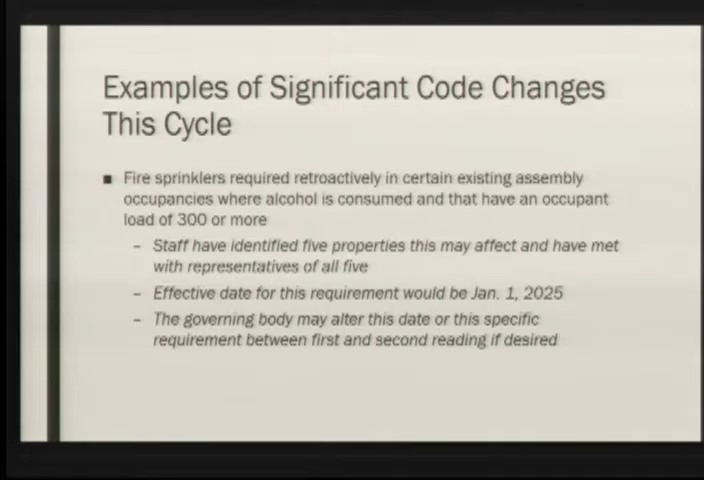 Examples of Significant Code Changes
This Cycle
■ Fire sprinklers required retroactively in certain existing assembly
occupancies where alcohol is consumed and that have an occupant
load of 300 or more
– Staff have identified five properties this may affect and have met
with representatives of all five
– Effective date for this requirement would be Jan. 1, 2025
– The governing body may alter this date or this specific
requirement between first and second reading if desired